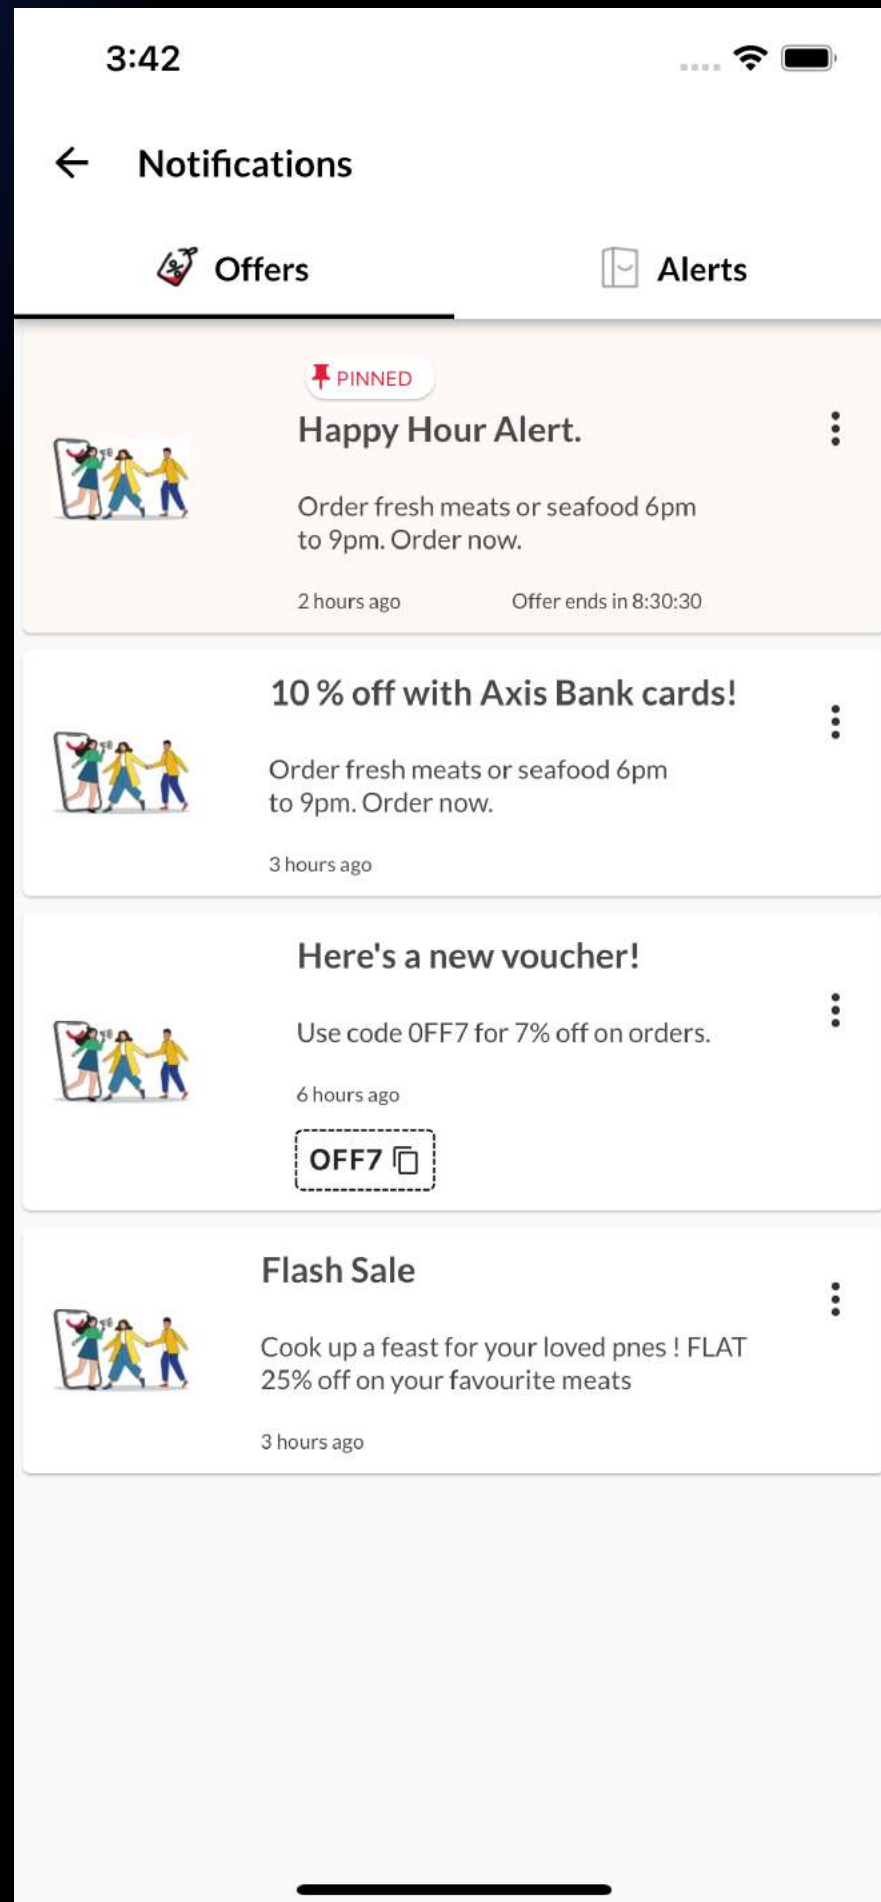 3:42
Notifications
Offers
Alerts
PINNED
Happy Hour Alert.
Order fresh meats or seafood 6pm
to 9pm. Order now.
2 hours ago
Offer ends in 8:30:30
10 % off with Axis Bank cards!
Order fresh meats or seafood 6pm
to 9pm. Order now.
3 hours ago
Here's a new voucher!
Use code 0FF7 for 7% off on orders.
6 hours ago
OFF7
Flash Sale
Cook up a feast for your loved pnes ! FLAT
25% off on your favourite meats
3 hours ago